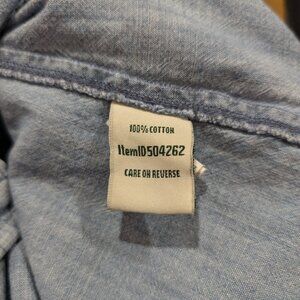 100% COTTON
ItemID504262
CARE ON REVERSE